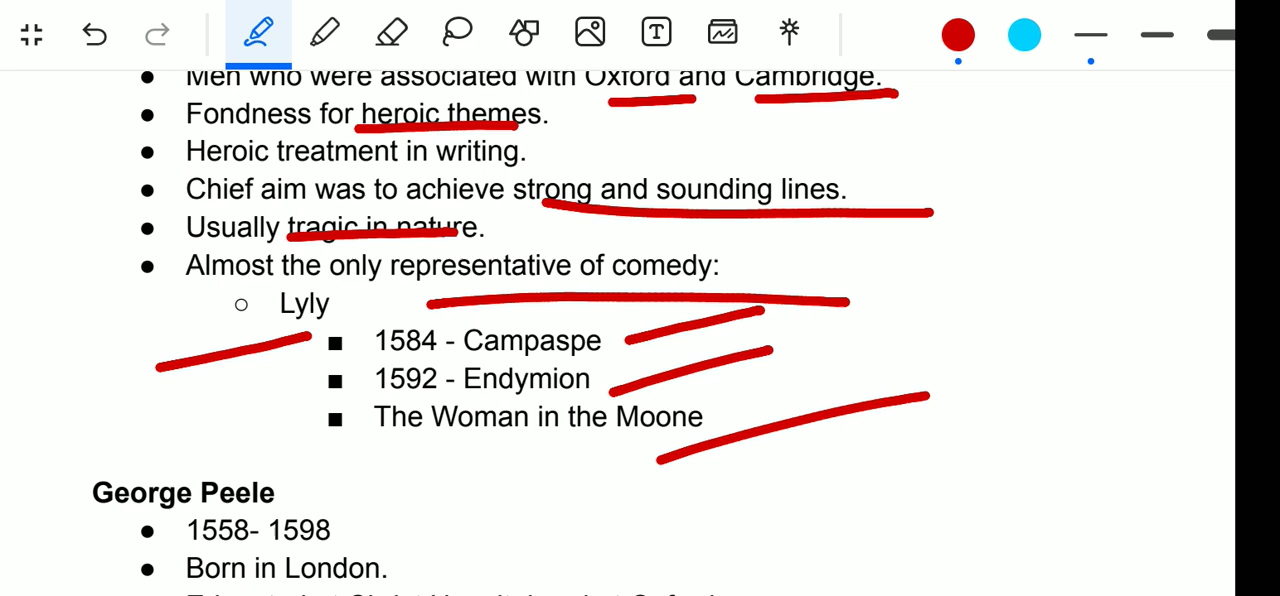 Men who were associated with Oxford and Cambridge.
Fondness for heroic themes.
Heroic treatment in writing.
Chief aim was to achieve strong and sounding lines.
Usually tragic in nature.
Almost the only representative of comedy:
Lyly
1584 - Campaspe
1592 - Endymion
The Woman in the Moone
George Peele
1558- 1598
Born in London.